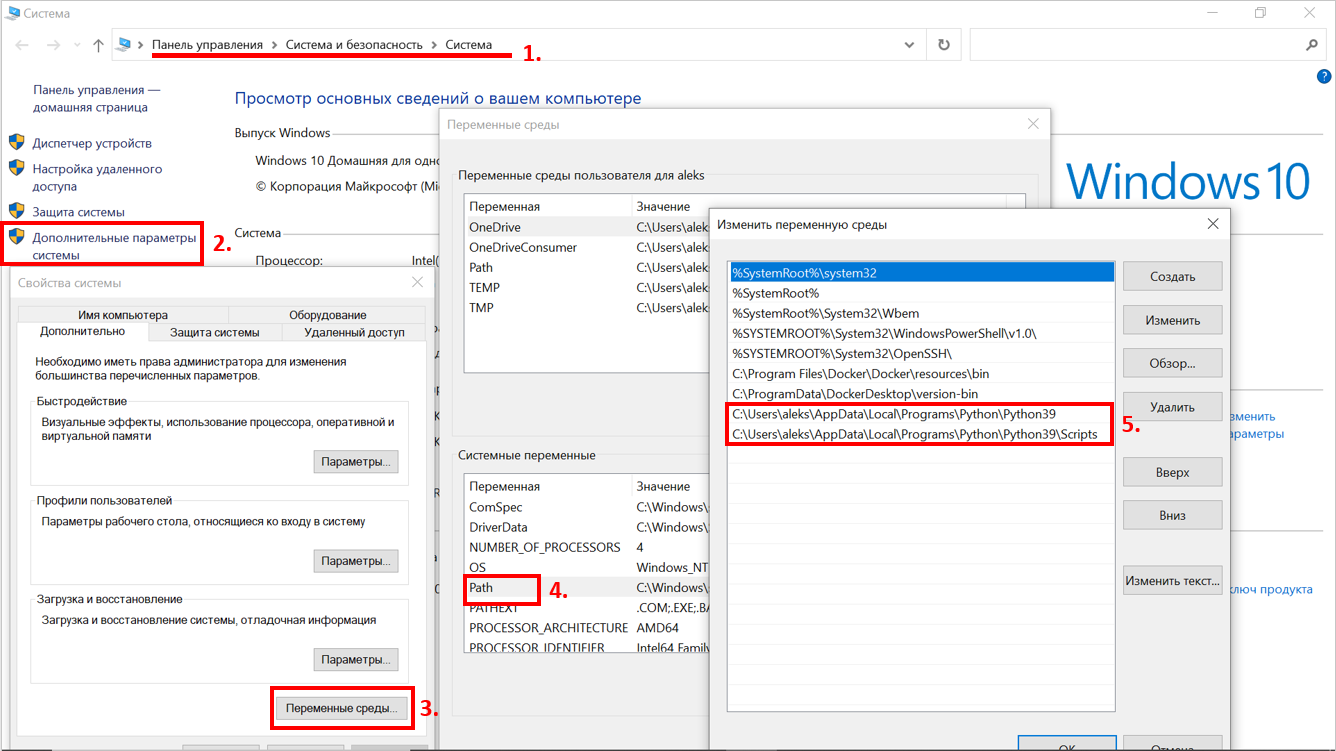 Система
Панель управления > Система и безопасность > Система
1.
?
Панель управления —
домашняя страница
Диспетчер устройств
Настройка удаленного
доступа
Защита системы
Дополнительные параметры
системы
2.
Просмотр основных сведений о вашем компьютере
Выпуск Windows
Windows 10 Домашняя для одно
© Корпорация Майкрософт (Mi
Система
Процессор:
Intel(
Windows 10
Свойства системы
Имя компьютера
Оборудование
Дополнительно
Защита системы
Удаленный доступ
Необходимо иметь права администратора для изменения
большинства перечисленных параметров.
Быстродействие
Визуальные эффекты, использование процессора, оперативной и
виртуальной памяти
Параметры...
Профили пользователей
Параметры рабочего стола, относящиеся ко входу в систему
Параметры...
Загрузка и восстановление
Загрузка и восстановление системы, отладочная информация
Параметры...
Переменные среды...
3.
Переменные среды
Переменные среды пользователя для aleks
Переменная Значение
OneDrive C:\Users\alek
OneDriveConsumer C:\Users\alek
Path C:\Users\alek
TEMP C:\Users\alek
TMP C:\Users\alek
Системные переменные
Переменная Значение
ComSpec C:\Windows\
DriverData C:\Windows\
NUMBER_OF_PROCESSORS 4
OS Windows_NT
Path C:\Windows\
4.
PATHEXT .COM;.EXE;.BA
PROCESSOR_ARCHITECTURE AMD64
PROCESSOR_IDENTIFIER Intel64 Family
Изменить переменную среды
%SystemRoot%\system32
%SystemRoot%
%SystemRoot%\System32\Wbem
%SYSTEMROOT%\System32\WindowsPowerShell\v1.0\
%SYSTEMROOT%\System32\OpenSSH\
C:\Program Files\Docker\Docker\resources\bin
C:\ProgramData\DockerDesktop\version-bin
C:\Users\aleks\AppData\Local\Programs\Python\Python39
C:\Users\aleks\AppData\Local\Programs\Python\Python39\Scripts
5.
Создать
Изменить
Обзор...
Удалить
Вверх
Вниз
Изменить текст...
ОК
Отмена
зменить
араметры
ключ продукта